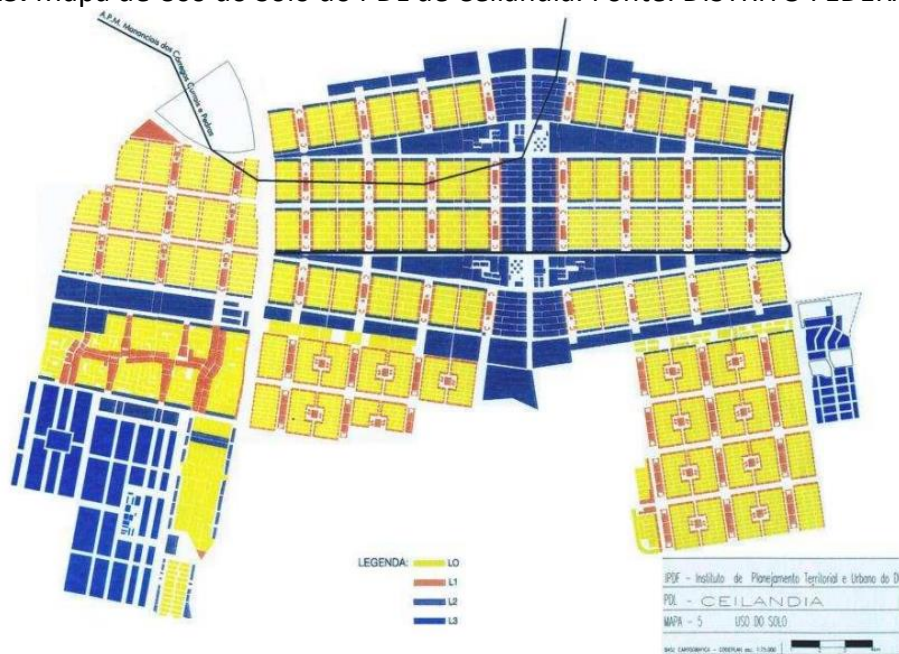 Mapa de Uso do Solo do PDL de Ceilândia. Fonte: DISTRITO FEDERAL
A.P.M. Mananciais dos Córregos Currais e Pedras
LEGENDA: L0
L1
L2
L3
IPDF - Instituto de Planejamento Territorial e Urbano do D
PDL - CEILANDIA
MAPA - 5 USO DO SOLO